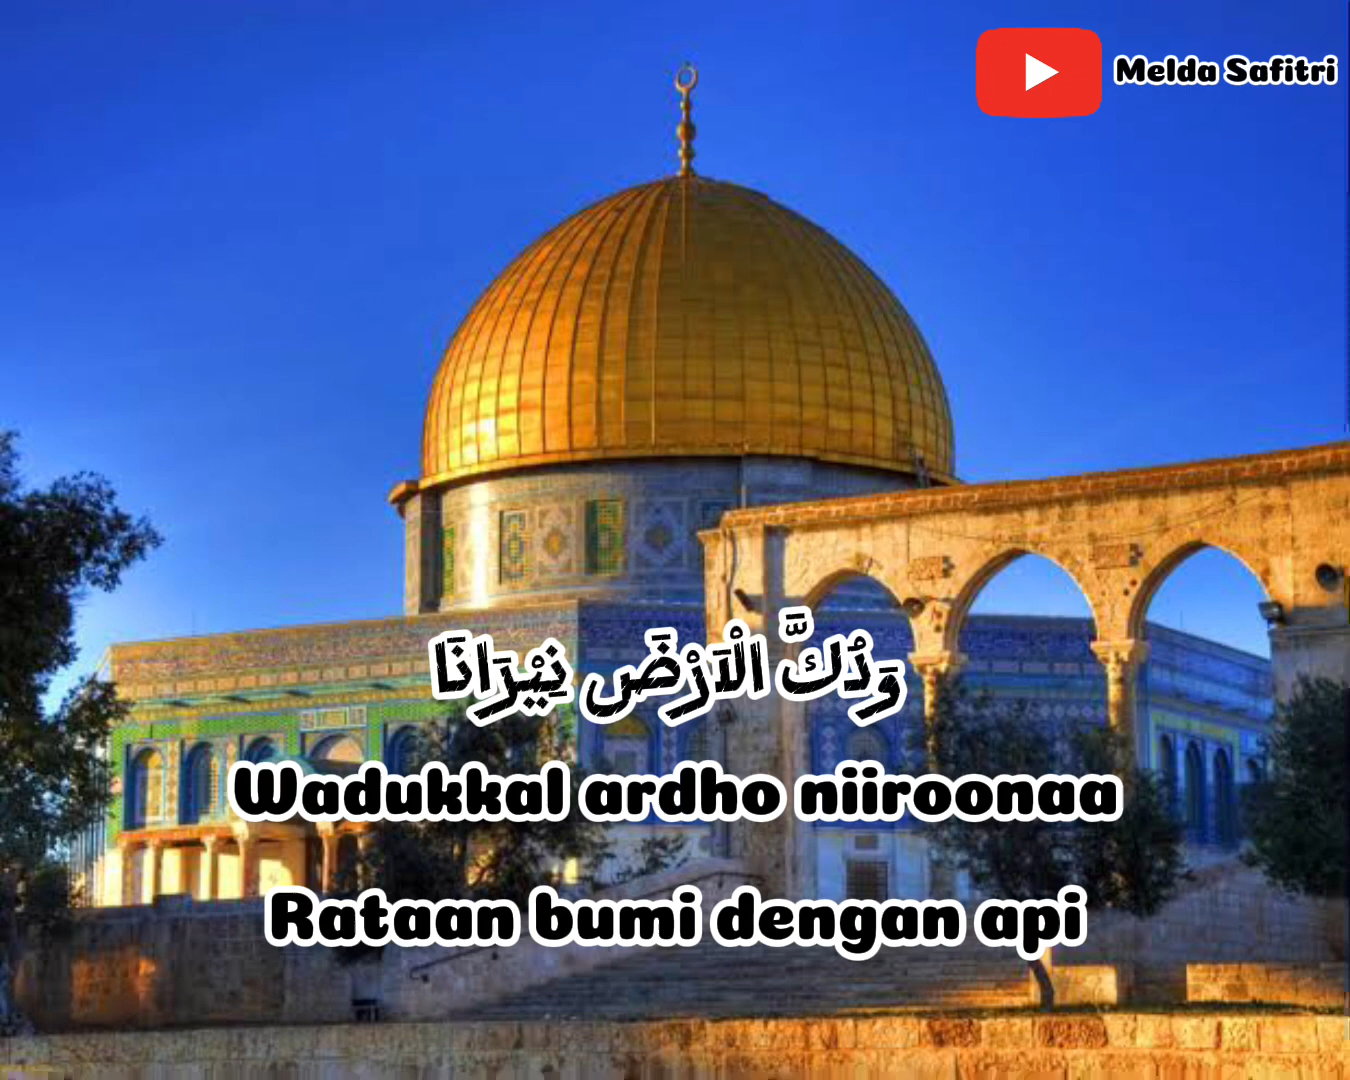 Melda Safitri
وَدُكَّ الْاَرْضَ نِيْرَانَا
Wadukkal ardho niiroonaa
Rataan bumi dengan api